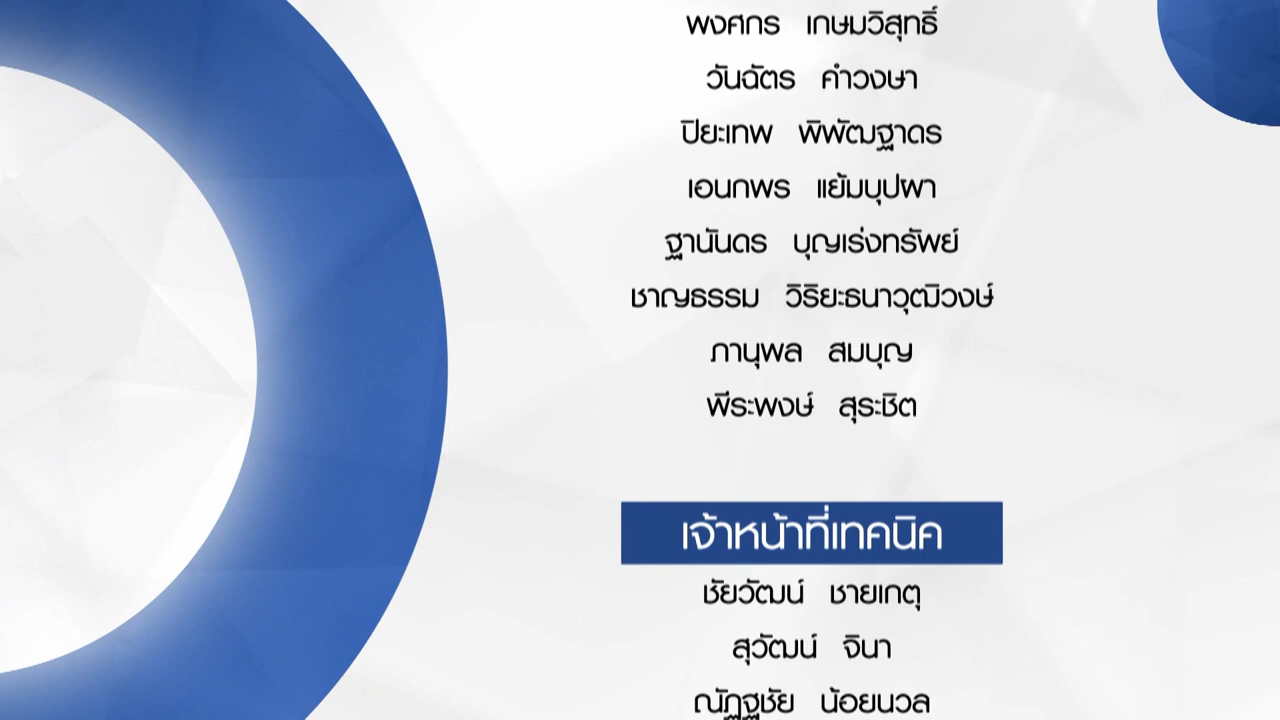 พงศกร เกษมวิสุทธิ์
วันฉัตร คำวงษา
ปิยะเทพ พิพัฒฐาดร
เอนกพร แย้มบุปผา
ฐานันดร บุญเร่งทรัพย์
ชาญธรรม วิริยะธนาวุฒิวงษ์
ภานุพล สมบุญ
พีระพงษ์ สุระชิต
เจ้าหน้าที่เทคนิค
ชัยวัฒน์ ชายเกตุ
สุวัฒน์ จินา
ณัฏฐชัย น้อยนวล